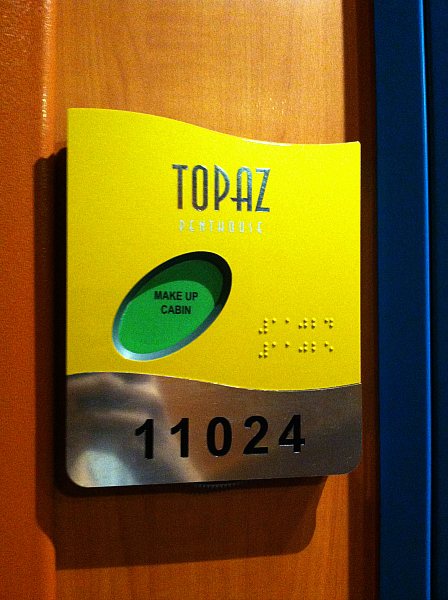 TOPAZ
PENTHOUSE
MAKE UP
CABIN
11024